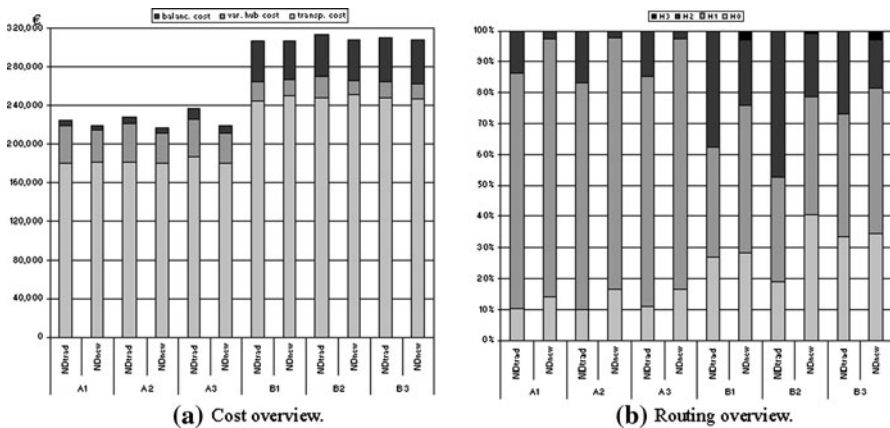 €
balanc. cost var. hub cost transp. cost
320,000
280,000
240,000
200,000
160,000
120,000
80,000
40,000
0
NDtrad NDnew NDtrad NDnew NDtrad NDnew NDtrad NDnew NDtrad NDnew NDtrad NDnew
A1 A2 A3 B1 B2 B3
(a) Cost overview.
H3 H2 H1 H0
100%
90%
80%
70%
60%
50%
40%
30%
20%
10%
0%
NDtrad NDnew NDtrad NDnew NDtrad NDnew NDtrad NDnew NDtrad NDnew NDtrad NDnew
A1 A2 A3 B1 B2 B3
(b) Routing overview.